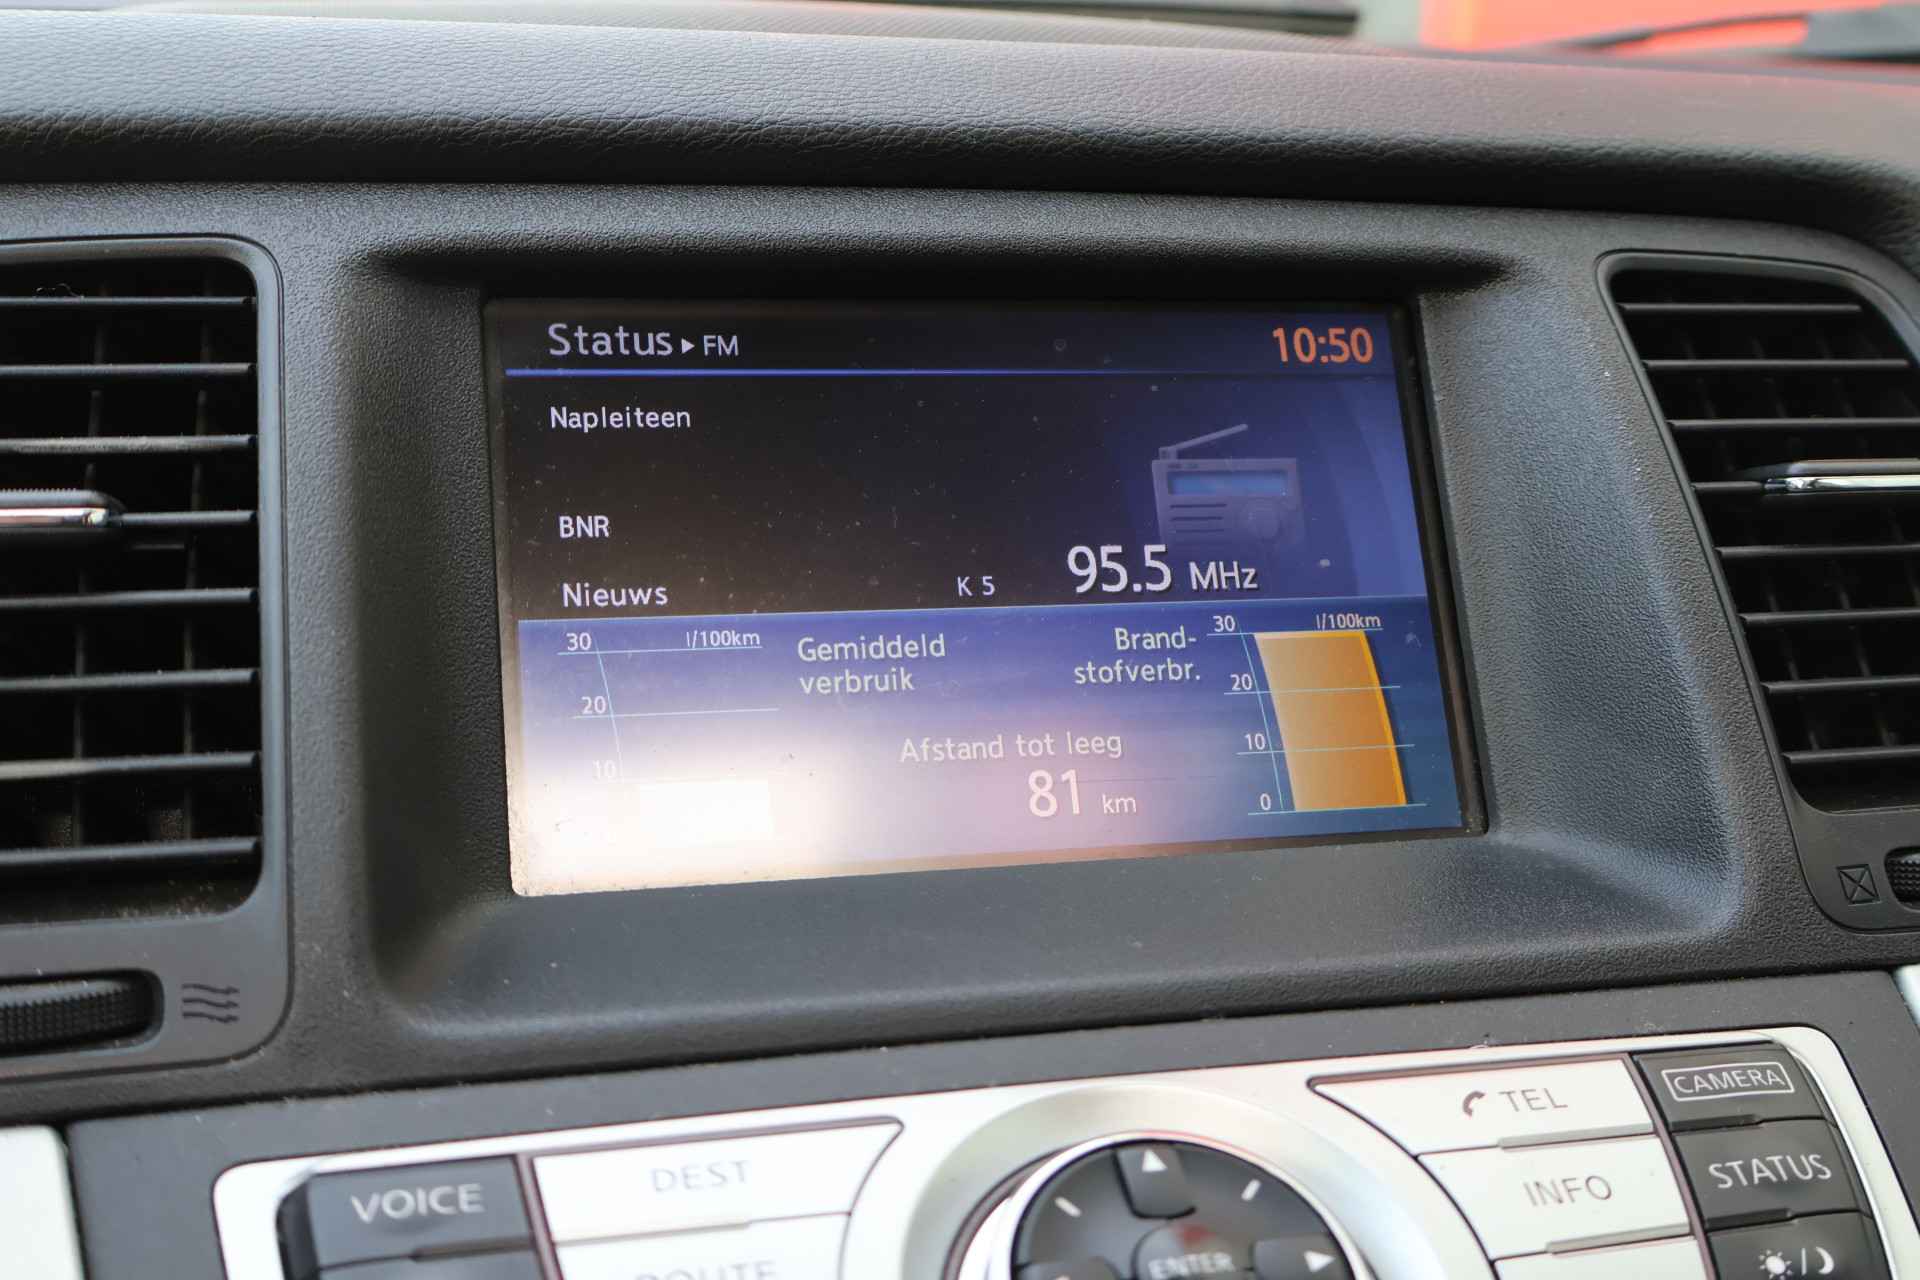 Status ▶ FM
10:50
Napleiteen
BNR
Nieuws K 5 95.5 MHz
30 l/100km
20
10
Gemiddeld
verbruik
Brand-
stofverbr.
30 l/100km
20
10
0
Afstand tot leeg
81 km
VOICE
DEST
ROUTE
ENTER
TEL
CAMERA
INFO
STATUS